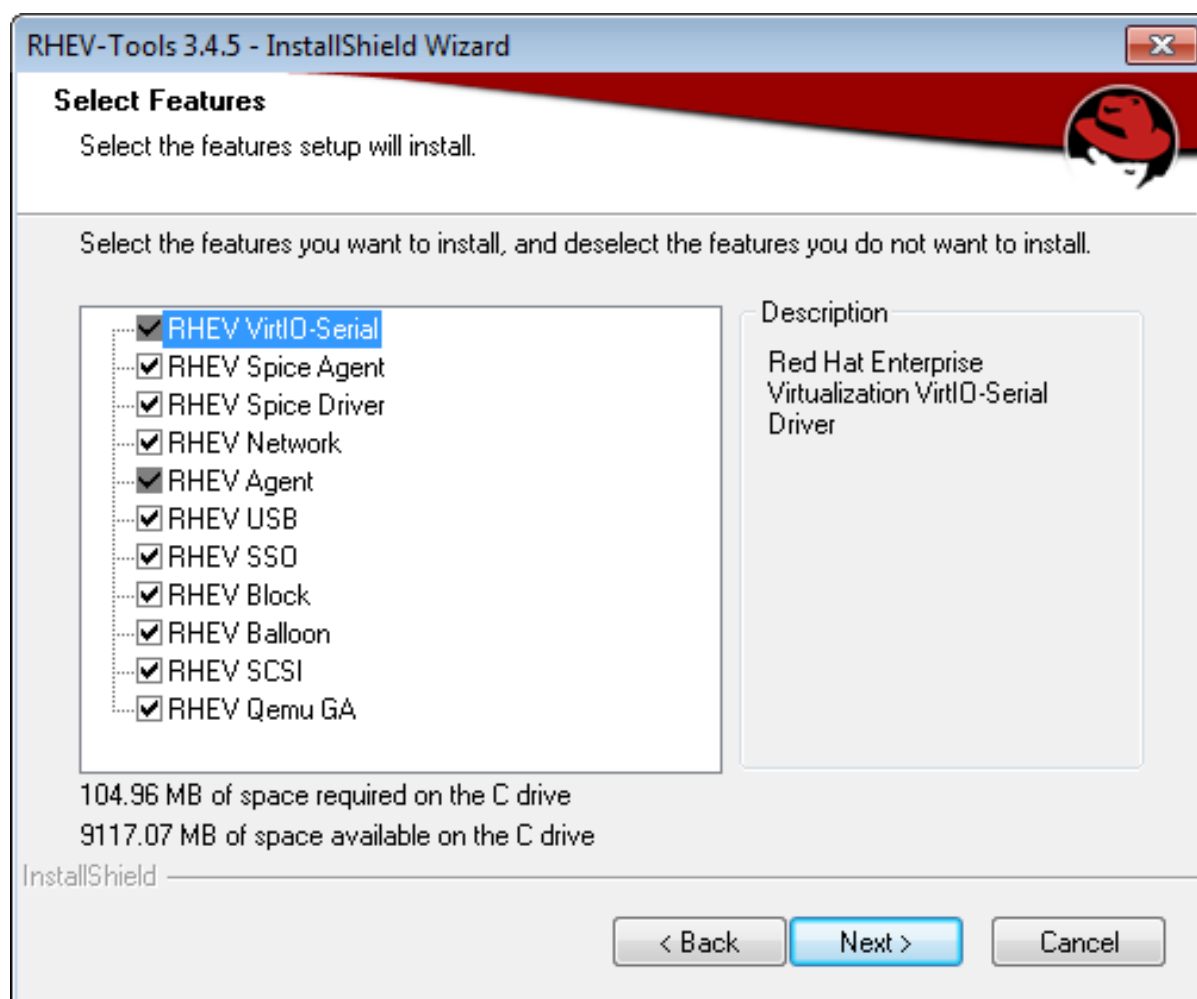 RHEV-Tools 3.4.5 - InstallShield Wizard
Select Features
Select the features setup will install.
Select the features you want to install, and deselect the features you do not want to install.
RHEV VirtIO-Serial
RHEV Spice Agent
RHEV Spice Driver
RHEV Network
RHEV Agent
RHEV USB
RHEV SSO
RHEV Block
RHEV Balloon
RHEV SCSI
RHEV Qemu GA
Description
Red Hat Enterprise
Virtualization VirtIO-Serial
Driver
104.96 MB of space required on the C drive
9117.07 MB of space available on the C drive
InstallShield
< Back
Next >
Cancel